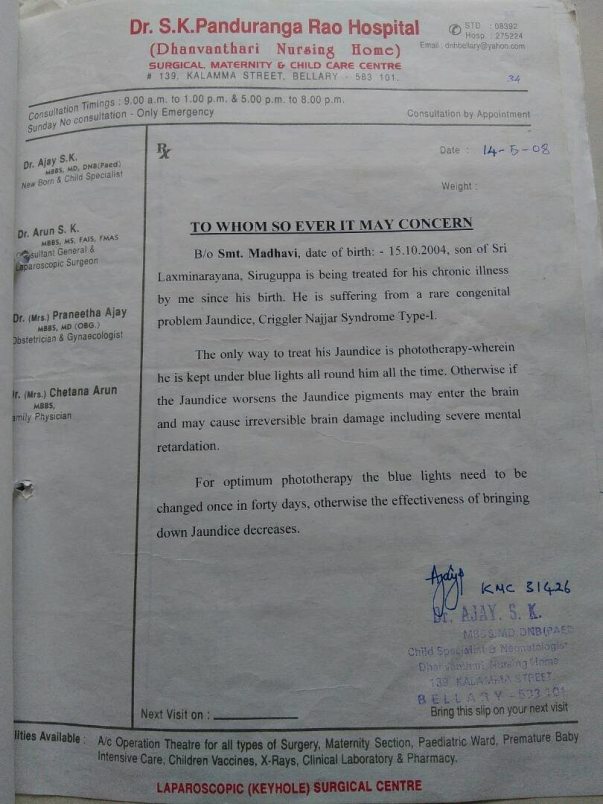 Dr. S.K.Panduranga Rao Hospital
(Dhanvanthari Nursing Home)
SURGICAL, MATERNITY & CHILD CARE CENTRE
# 139, KALAMMA STREET, BELLARY - 583 101.
STD : 08392
Hosp. : 275224
Email : dnhbellary@yahoo.com
34
Consultation Timings : 9.00 a.m. to 1.00 p.m. & 5.00 p.m. to 8.00 p.m.
Sunday No consultation - Only Emergency
Consultation by Appointment
Dr. Ajay S.K.
MBBS, MD, DNB(Paed)
New Born & Child Specialist
Dr. Arun S. K.
MBBS, MS, FAIS, FMAS
Consultant General &
Laparoscopic Surgeon
Dr. (Mrs.) Praneetha Ajay
MBBS, MD (OBG.)
Obstetrician & Gynaecologist
Dr. (Mrs.) Chetana Arun
MBBS,
Family Physician
Rx
Date : 14-5-08
Weight :
TO WHOM SO EVER IT MAY CONCERN
B/o Smt. Madhavi, date of birth: - 15.10.2004, son of Sri
Laxminarayana, Siruguppa is being treated for his chronic illness
by me since his birth. He is suffering from a rare congenital
problem Jaundice, Criggler Najjar Syndrome Type-I.
The only way to treat his Jaundice is phototherapy-wherein
he is kept under blue lights all round him all the time. Otherwise if
the Jaundice worsens the Jaundice pigments may enter the brain
and may cause irreversible brain damage including severe mental
retardation.
For optimum phototherapy the blue lights need to be
changed once in forty days, otherwise the effectiveness of bringing
down Jaundice decreases.
KMC 31426
Dr. AJAY. S. K.
MBBS MD DNB(PAED
Child Specialist & Neonatologist
Dhanvanthari Nursing Home
139, KALAMMA STREET
BELLARY - 583 101
Next Visit on :
Bring this slip on your next visit
lities Available : A/c Operation Theatre for all types of Surgery, Maternity Section, Paediatric Ward, Premature Baby
Intensive Care, Children Vaccines, X-Rays, Clinical Laboratory & Pharmacy.
LAPAROSCOPIC (KEYHOLE) SURGICAL CENTRE